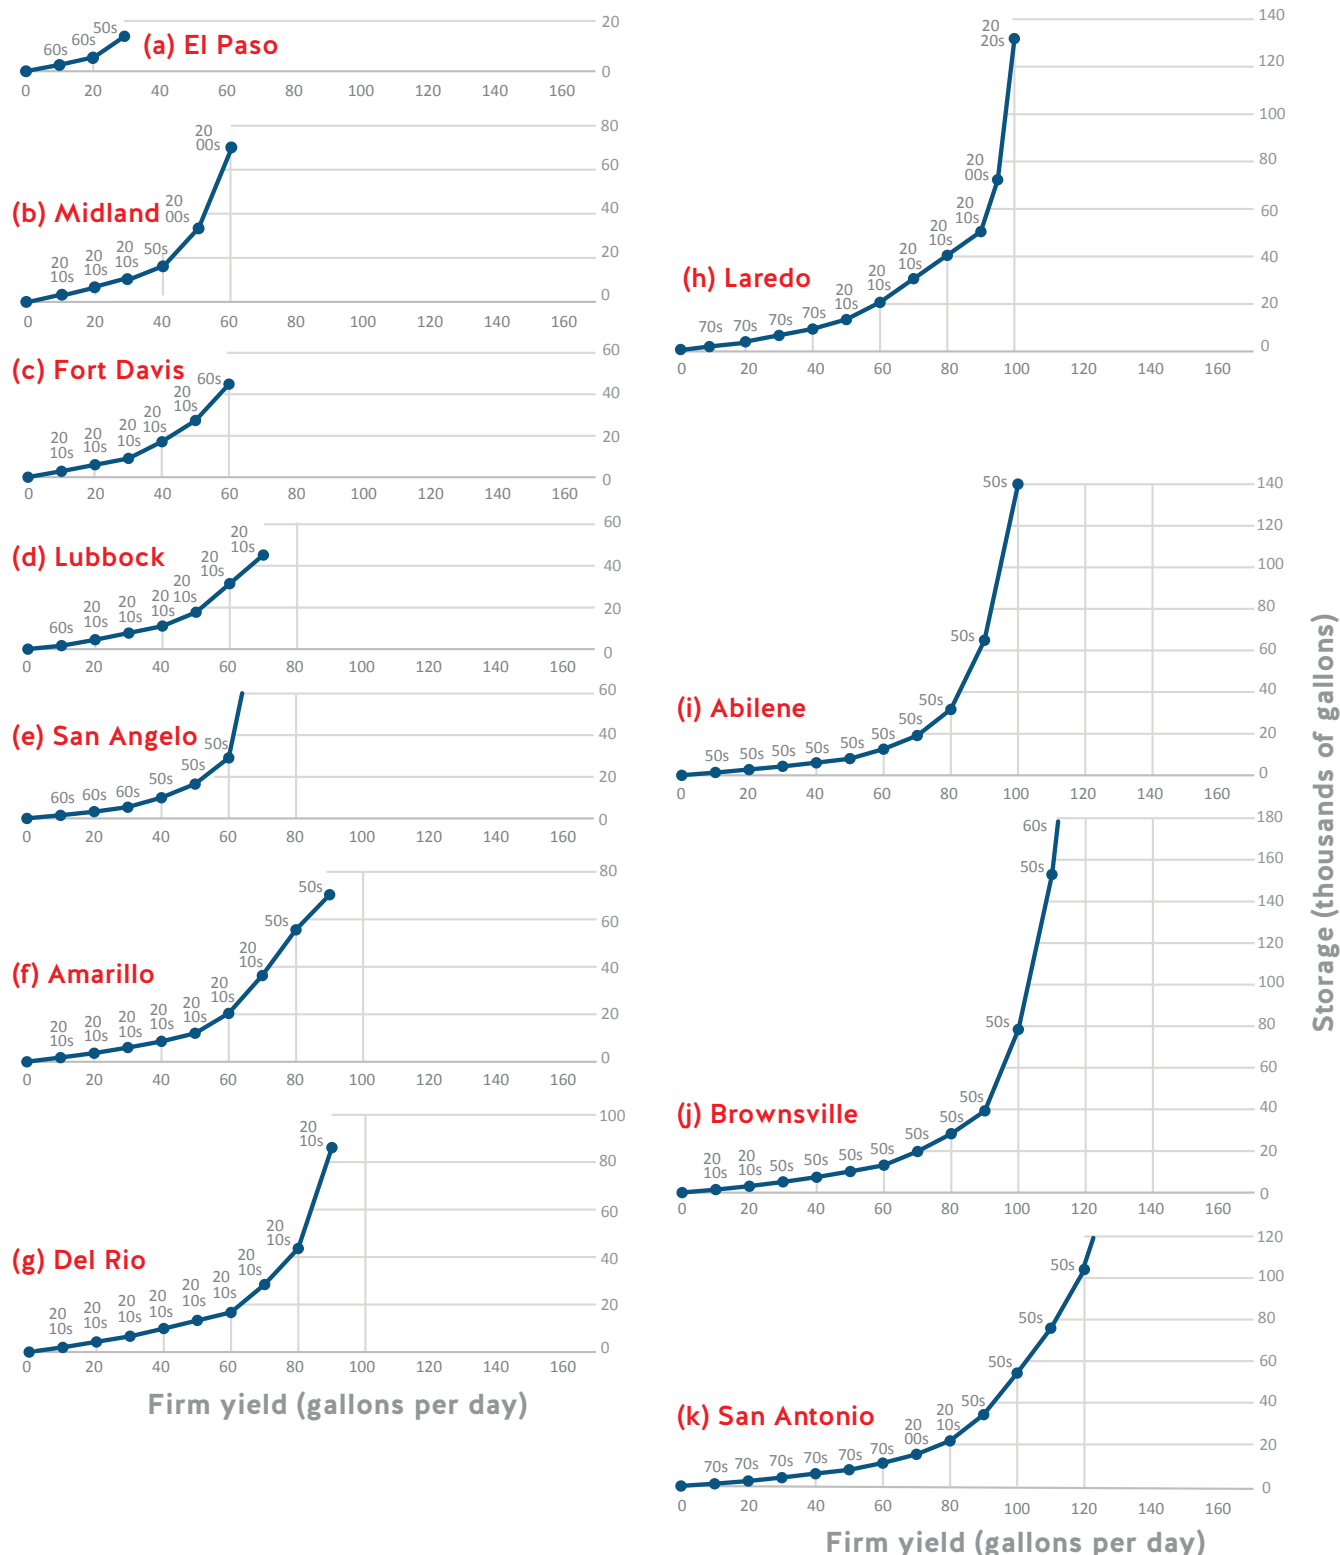 50s
60s
60s
(a) El Paso
20
0
0 20 40 60 80 100 120 140 160
20
00s
20
00s
(b) Midland
20
10s
20
10s
20
10s
50s
80
60
40
20
0
0 20 40 60 80 100 120 140 160
(c) Fort Davis
60s
20
10s
20
10s
20
10s
20
10s
20
10s
60
40
20
0
0 20 40 60 80 100 120 140 160
(d) Lubbock
20
10s
20
10s
20
10s
20
10s
20
10s
20
10s
60s
60
40
20
0
0 20 40 60 80 100 120 140 160
(e) San Angelo
50s
50s
50s
60s 60s 60s
60
40
20
0
0 20 40 60 80 100 120 140 160
50s
50s
20
10s
(f) Amarillo
20
10s
20
10s
20
10s
20
10s
20
10s
20
10s
80
60
40
20
0
0 20 40 60 80 100 120 140 160
20
10s
20
10s
20
10s
(g) Del Rio
20
10s
20
10s
20
10s
20
10s
20
10s
20
10s
100
80
60
40
20
0
0 20 40 60 80 100 120 140 160
Firm yield (gallons per day)
20
20s
20
00s
20
10s
20
10s
20
10s
20
10s
20
10s
(h) Laredo
70s 70s 70s 70s
140
120
100
80
60
40
20
0
0 20 40 60 80 100 120 140 160
50s
50s
50s
50s
50s
(i) Abilene
50s 50s 50s 50s 50s
140
120
100
80
60
40
20
0
0 20 40 60 80 100 120 140 160
60s
50s
50s
50s
50s
50s
(j) Brownsville
20
10s
20
10s
50s 50s 50s 50s
180
160
140
120
100
80
60
40
20
0
0 20 40 60 80 100 120 140 160
50s
50s
50s
50s
(k) San Antonio
20
10s
20
00s
70s 70s 70s 70s 70s 70s
120
100
80
60
40
20
0
0 20 40 60 80 100 120 140 160
Firm yield (gallons per day)
Storage (thousands of gallons)